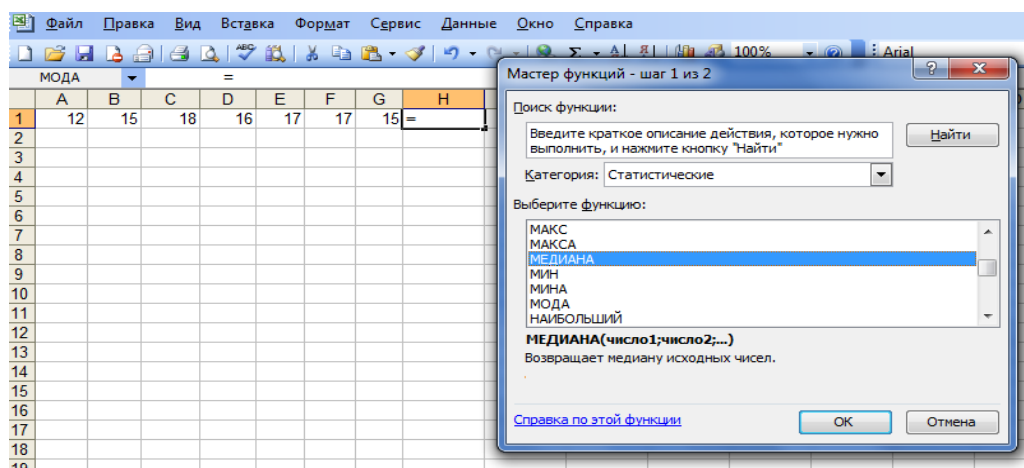 Файл Правка Вид Вставка Формат Сервис Данные Окно Справка
100% Arial
МОДА =
A B C D E F G H
1 12 15 18 16 17 17 15 =
2
3
4
5
6
7
8
9
10
11
12
13
14
15
16
17
18
Мастер функций - шаг 1 из 2
Поиск функции:
Введите краткое описание действия, которое нужно
выполнить, и нажмите кнопку "Найти"
Найти
Категория: Статистические
Выберите функцию:
МАКС
МАКСА
МЕДИАНА
МИН
МИНА
МОДА
НАИБОЛЬШИЙ
МЕДИАНА(число1;число2;...)
Возвращает медиану исходных чисел.
Справка по этой функции
OK Отмена